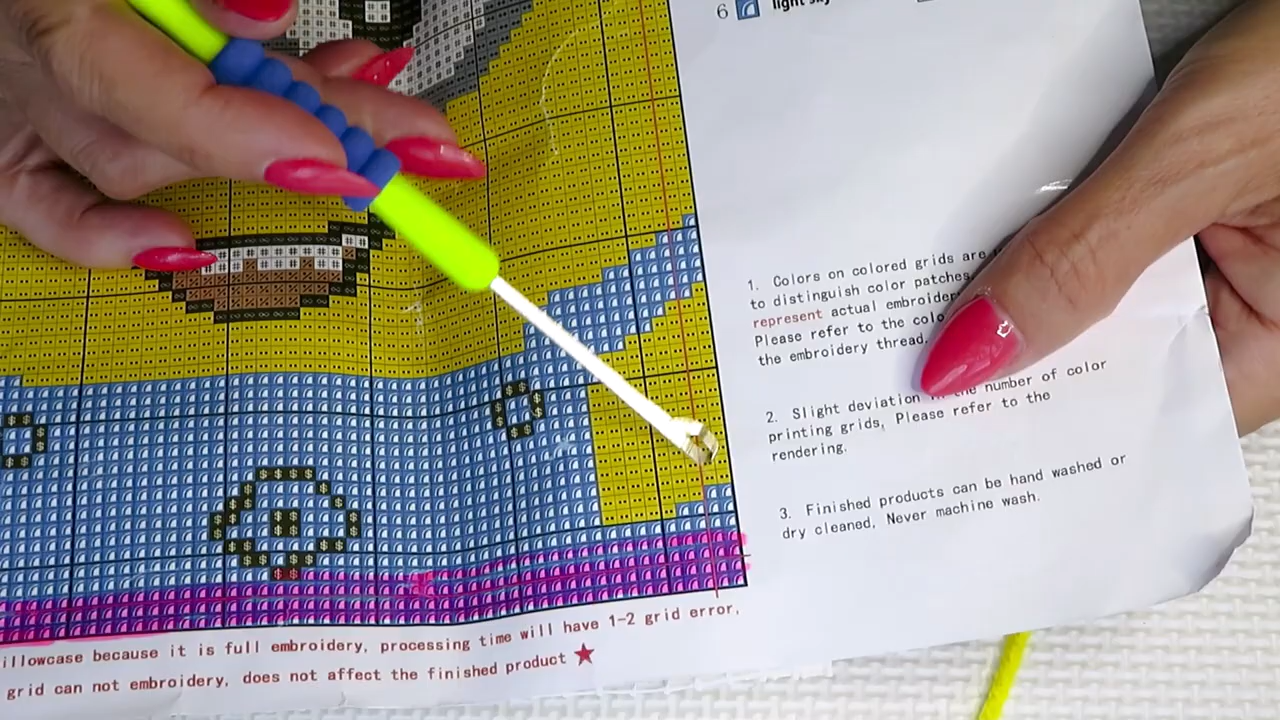 6 light sky
1. Colors on colored grids are
to distinguish color patches,
represent actual embroider
Please refer to the colo
the embroidery thread.
2. Slight deviation the number of color
printing grids, Please refer to the
rendering.
3. Finished products can be hand washed or
dry cleaned, Never machine wash.
illowcase because it is full embroidery, processing time will have 1-2 grid error,
grid can not embroidery, does not affect the finished product ★